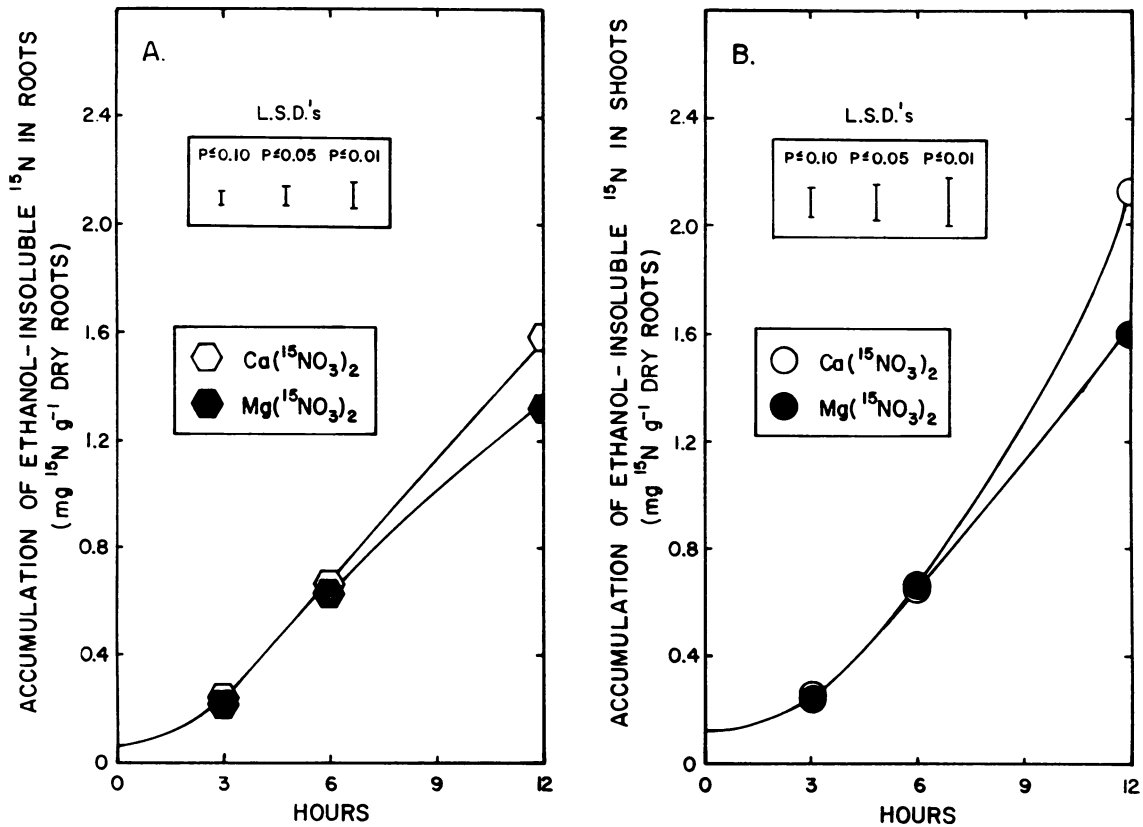 A.
ACCUMULATION OF ETHANOL-INSOLUBLE ¹⁵N IN ROOTS
(mg ¹⁵N g⁻¹ DRY ROOTS)
2.4
2.0
1.6
1.2
0.8
0.4
0
L.S.D.'s
P≤0.10 P≤0.05 P≤0.01
Ca(¹⁵NO₃)₂
Mg(¹⁵NO₃)₂
0 3 6 9 12
HOURS
B.
ACCUMULATION OF ETHANOL-INSOLUBLE ¹⁵N IN SHOOTS
(mg ¹⁵N g⁻¹ DRY ROOTS)
2.4
2.0
1.6
1.2
0.8
0.4
0
L.S.D.'s
P≤0.10 P≤0.05 P≤0.01
Ca(¹⁵NO₃)₂
Mg(¹⁵NO₃)₂
0 3 6 9 12
HOURS